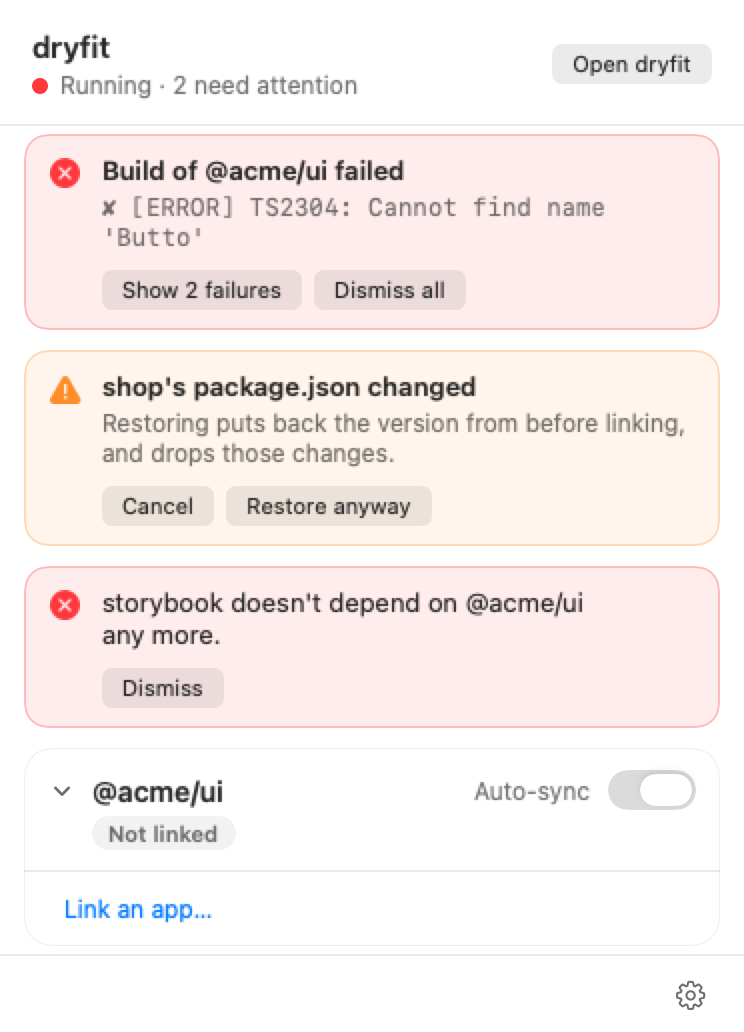 dryfit
Running · 2 need attention
Open dryfit
Build of @acme/ui failed
✘ [ERROR] TS2304: Cannot find name
'Butto'
Show 2 failures
Dismiss all
shop's package.json changed
Restoring puts back the version from before linking,
and drops those changes.
Cancel
Restore anyway
storybook doesn't depend on @acme/ui
any more.
Dismiss
@acme/ui
Auto-sync
Not linked
Link an app...